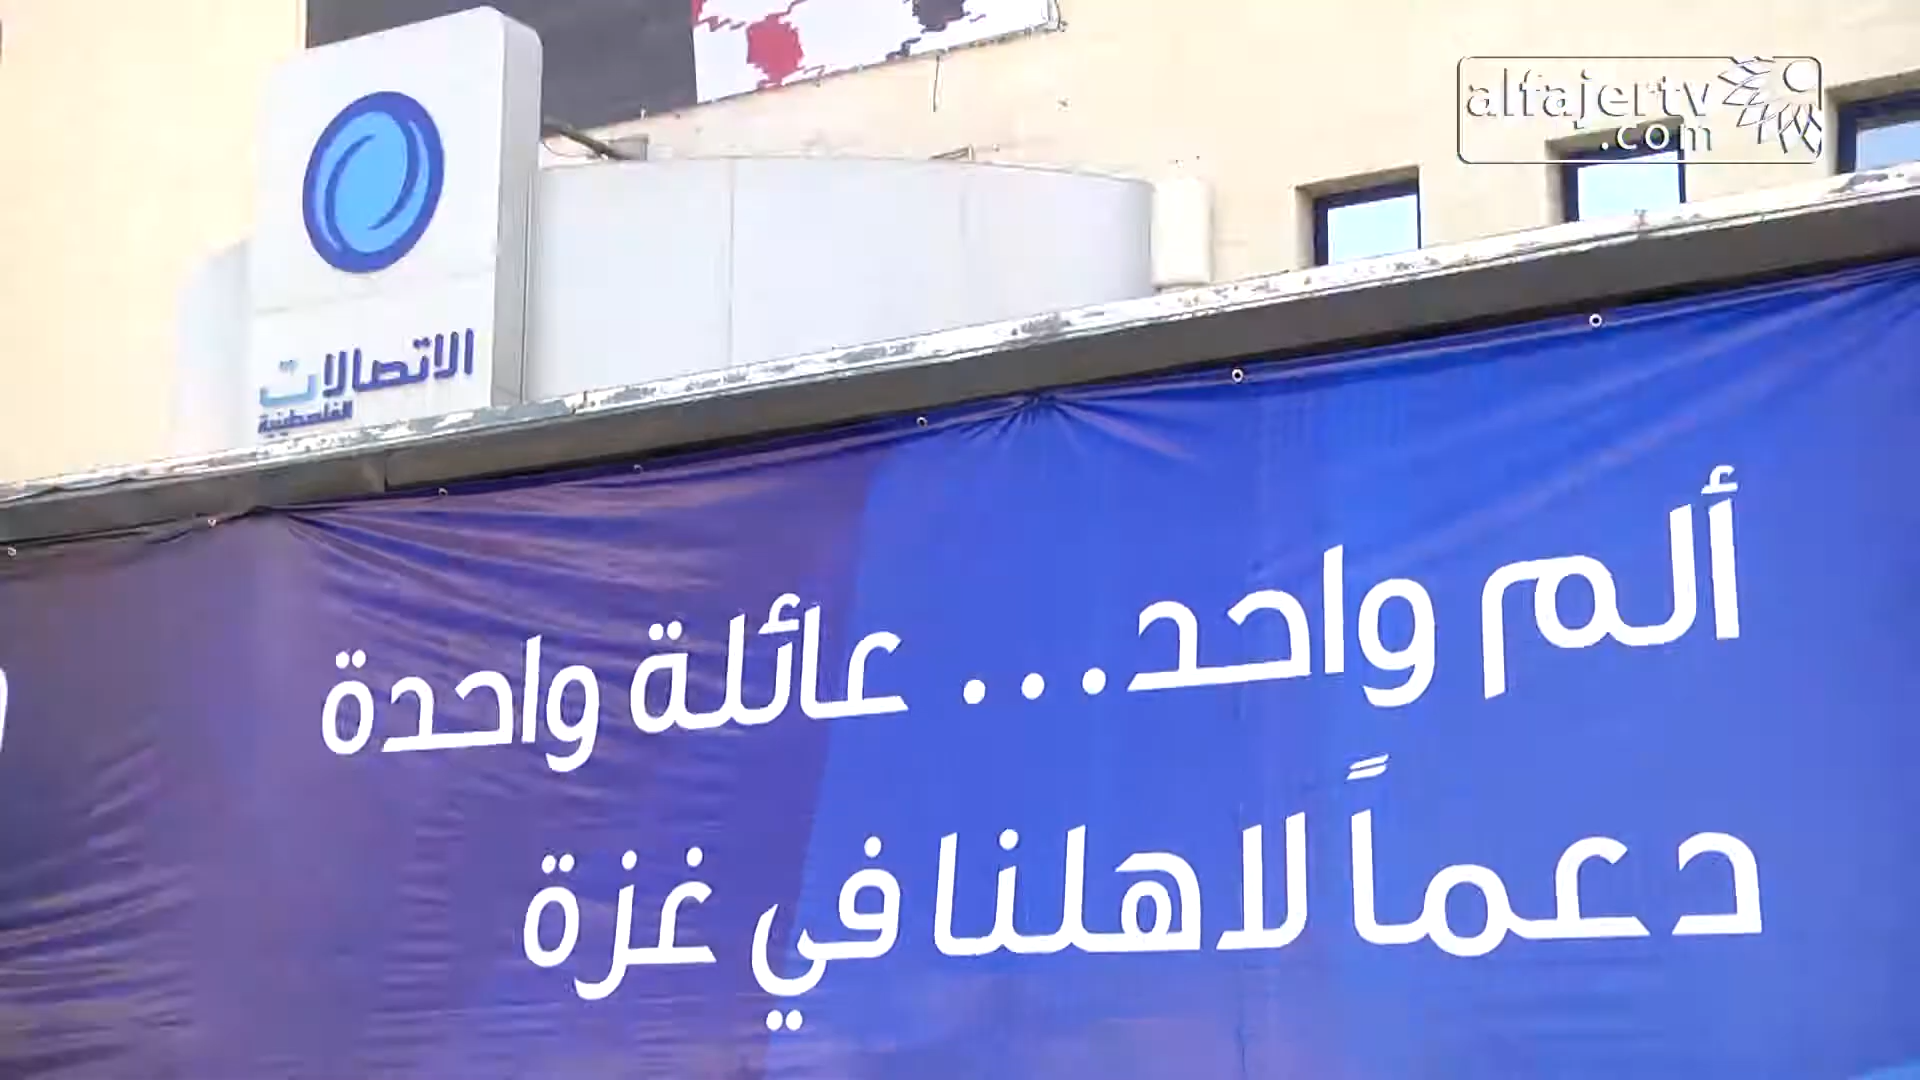 alfajertv
.com
الاتصالات
الفلسطينية
ألم واحد... عائلة واحدة
دعماً لاهلنا في غزة